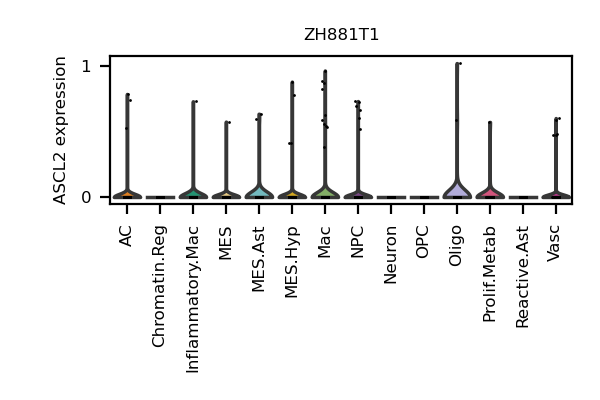 ZH881T1
ASCL2 expression
1
0
AC
Chromatin.Reg
Inflammatory.Mac
MES
MES.Ast
MES.Hyp
Mac
NPC
Neuron
OPC
Oligo
Prolif.Metab
Reactive.Ast
Vasc